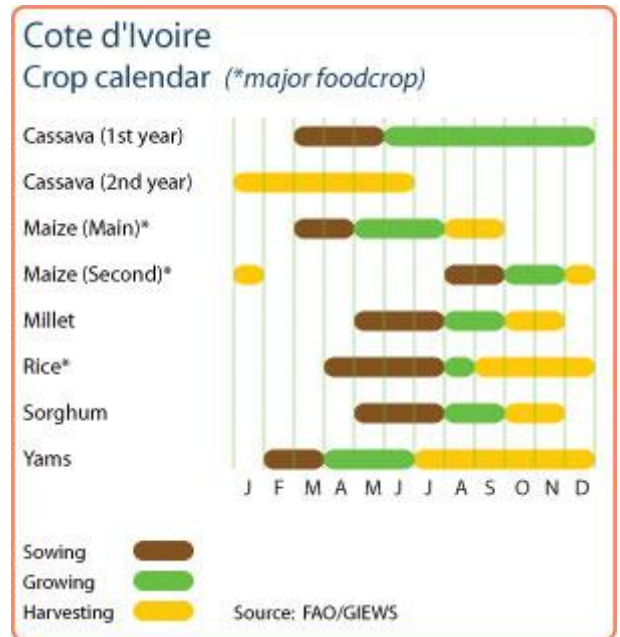 Cote d'Ivoire
Crop calendar (*major foodcrop)
Cassava (1st year)
Cassava (2nd year)
Maize (Main)*
Maize (Second)*
Millet
Rice*
Sorghum
Yams
J F M A M J J A S O N D
Sowing
Growing
Harvesting Source: FAO/GIEWS